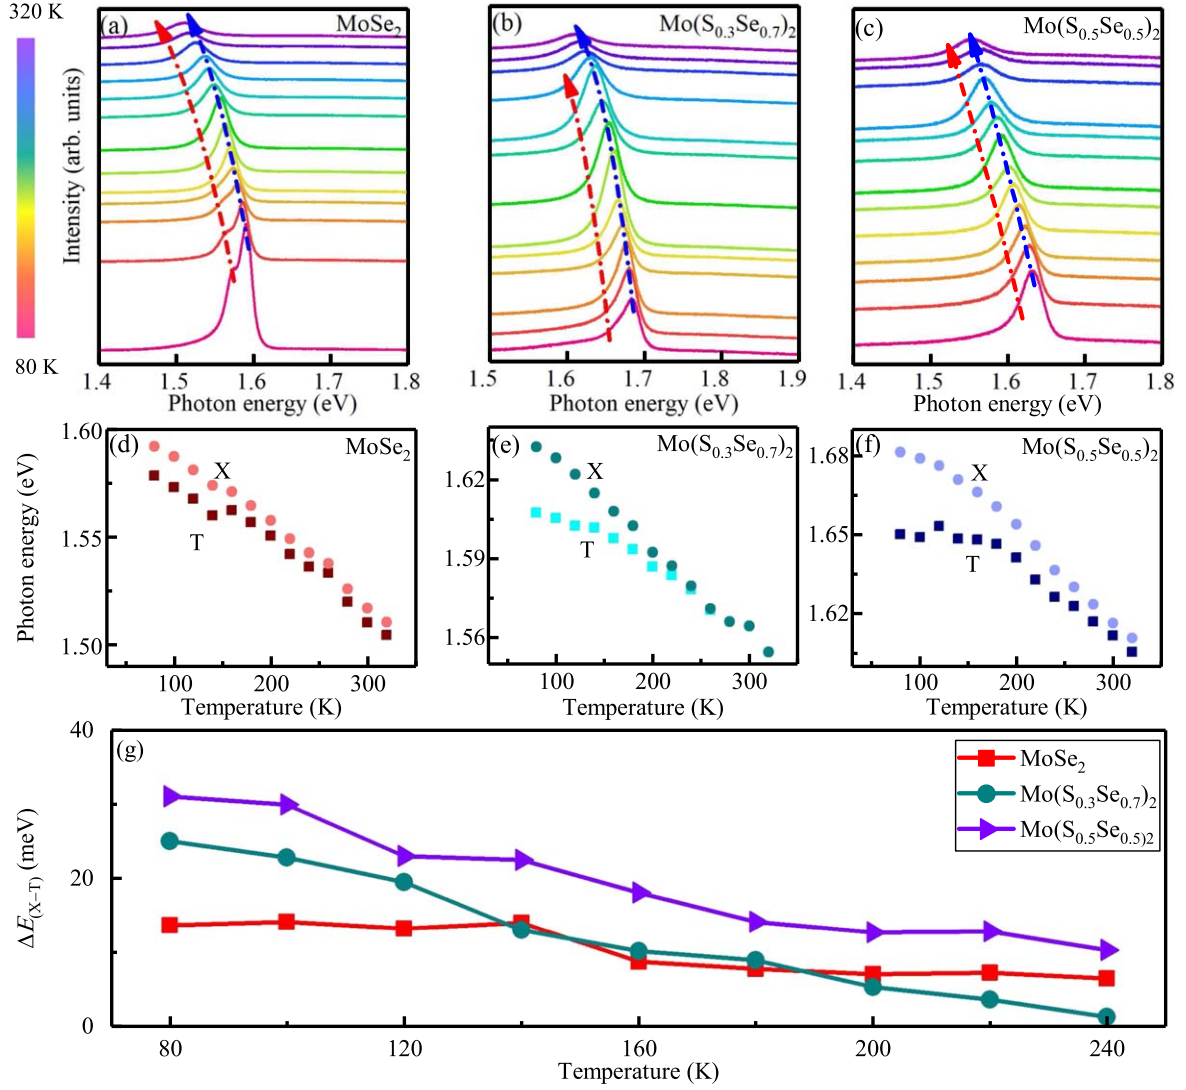 320 K
Intensity (arb. units)
80 K
(a) MoSe2
1.4 1.5 1.6 1.7 1.8
Photon energy (eV)
(b) Mo(S0.3Se0.7)2
1.5 1.6 1.7 1.8 1.9
Photon energy (eV)
(c) Mo(S0.5Se0.5)2
1.4 1.5 1.6 1.7 1.8
Photon energy (eV)
Photon energy (eV)
(d) MoSe2
1.60
1.55
1.50
X
T
100 200 300
Temperature (K)
(e) Mo(S0.3Se0.7)2
1.62
1.59
1.56
X
T
100 200 300
Temperature (K)
(f) Mo(S0.5Se0.5)2
1.68
1.65
1.62
X
T
100 200 300
Temperature (K)
(g)
ΔE(X−T) (meV)
40
20
0
MoSe2
Mo(S0.3Se0.7)2
Mo(S0.5Se0.5)2
80 120 160 200 240
Temperature (K)